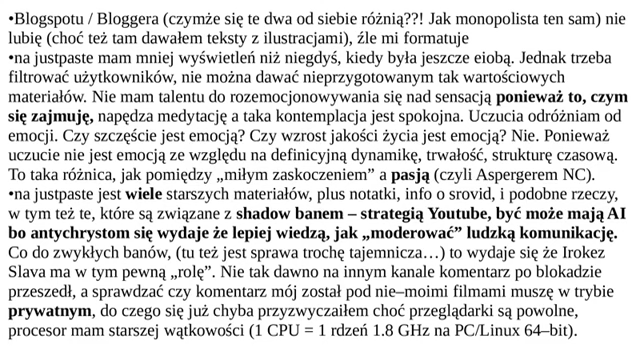 •Blogspotu / Bloggera (czymże się te dwa od siebie różnią??! Jak monopolista ten sam) nie
lubię (choć też tam dawałem teksty z ilustracjami), źle mi formatuje
•na justpaste mam mniej wyświetleń niż niegdyś, kiedy była jeszcze eioba. Jednak trzeba
filtrować użytkowników, nie można dawać nieprzygotowanym tak wartościowych
materiałów. Nie mam talentu do rozemocjonowywania się nad sensacją ponieważ to, czym
się zajmuję, napędza medytację a taka kontemplacja jest spokojna. Uczucia odróżniam od
emocji. Czy szczęście jest emocją? Czy wzrost jakości życia jest emocją? Nie. Ponieważ
uczucie nie jest emocją ze względu na definicyjną dynamikę, trwałość, strukturę czasową.
To taka różnica, jak pomiędzy „miłym zaskoczeniem” a pasją (czyli Aspergerem NC).
•na justpaste jest wiele starszych materiałów, plus notatki, info o srovid, i podobne rzeczy,
w tym też te, które są związane z shadow banem – strategią Youtube, być może mają AI
bo antychrystom się wydaje że lepiej wiedzą, jak „moderować” ludzką komunikację.
Co do zwykłych banów, (tu też jest sprawa trochę tajemnicza…) to wydaje się że Irokez
Slava ma w tym pewną „rolę”. Nie tak dawno na innym kanale komentarz po blokadzie
przeszedł, a sprawdzać czy komentarz mój został pod nie–moimi filmami muszę w trybie
prywatnym, do czego się już chyba przyzwyczaiłem choć przeglądarki są powolne,
procesor mam starszej wątkowości (1 CPU = 1 rdzeń 1.8 GHz na PC/Linux 64–bit).